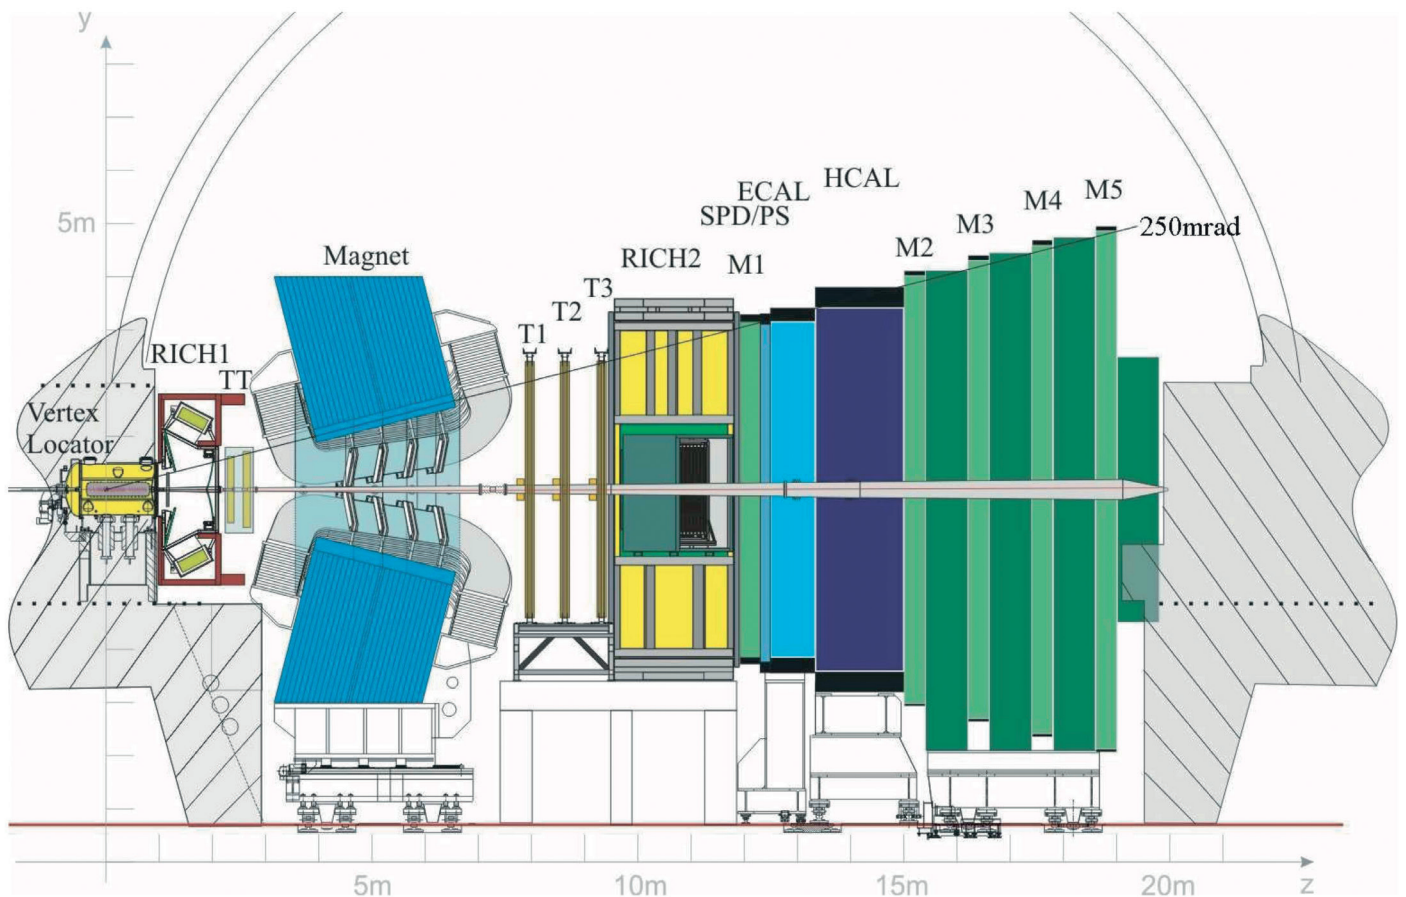 y
5m
Magnet
RICH1
TT
Vertex
Locator
T1
T2
T3
RICH2
M1
SPD/PS
ECAL
HCAL
M2
M3
M4
M5
250mrad
5m
10m
15m
20m
z